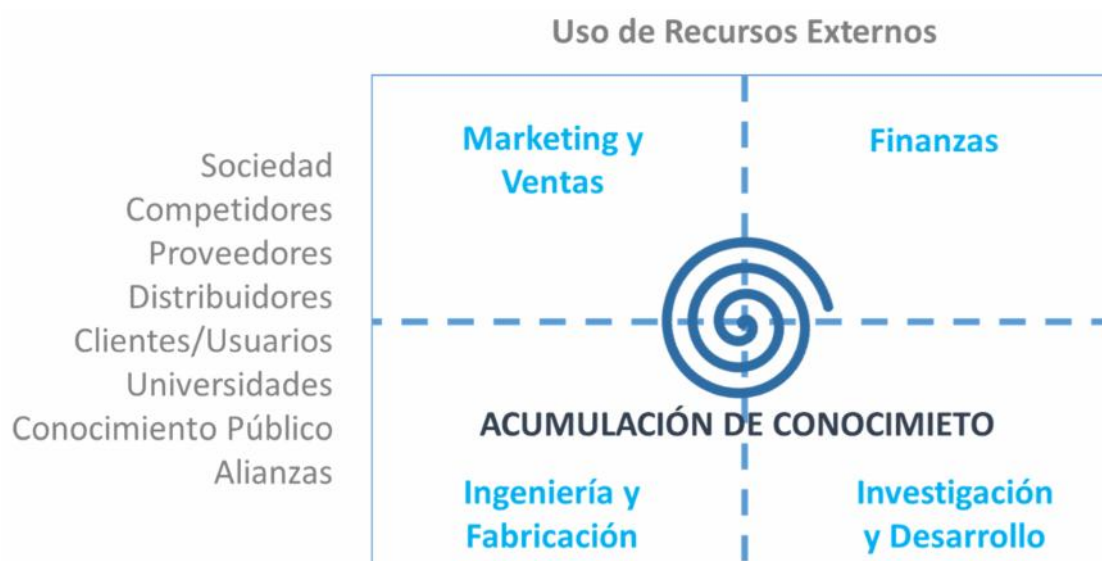 Uso de Recursos Externos
Marketing y
Ventas
Finanzas
Sociedad
Competidores
Proveedores
Distribuidores
Clientes/Usuarios
Universidades
Conocimiento Público
Alianzas
ACUMULACIÓN DE CONOCIMIETO
Ingeniería y
Fabricación
Investigación
y Desarrollo